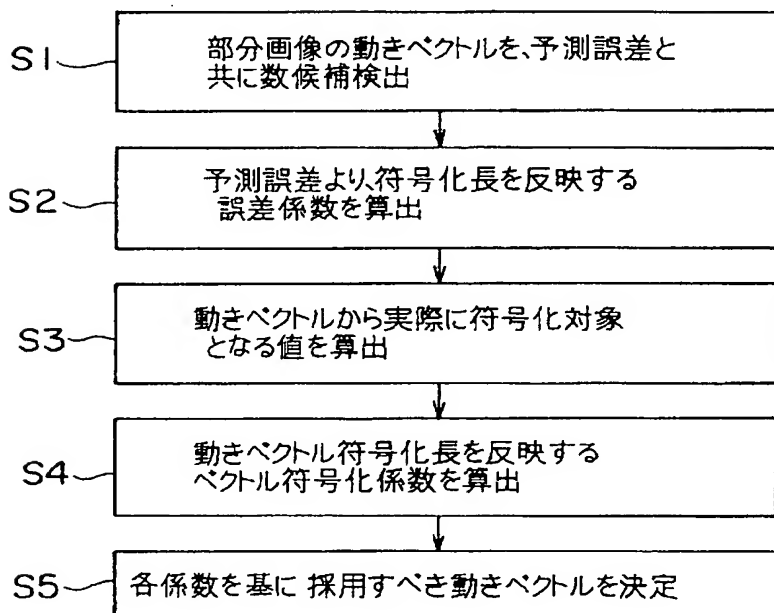 S1
部分画像の動きベクトルを、予測誤差と
共に数候補検出
S2
予測誤差より、符号化長を反映する
誤差係数を算出
S3
動きベクトルから実際に符号化対象
となる値を算出
S4
動きベクトル符号化長を反映する
ベクトル符号化係数を算出
S5
各係数を基に採用すべき動きベクトルを決定